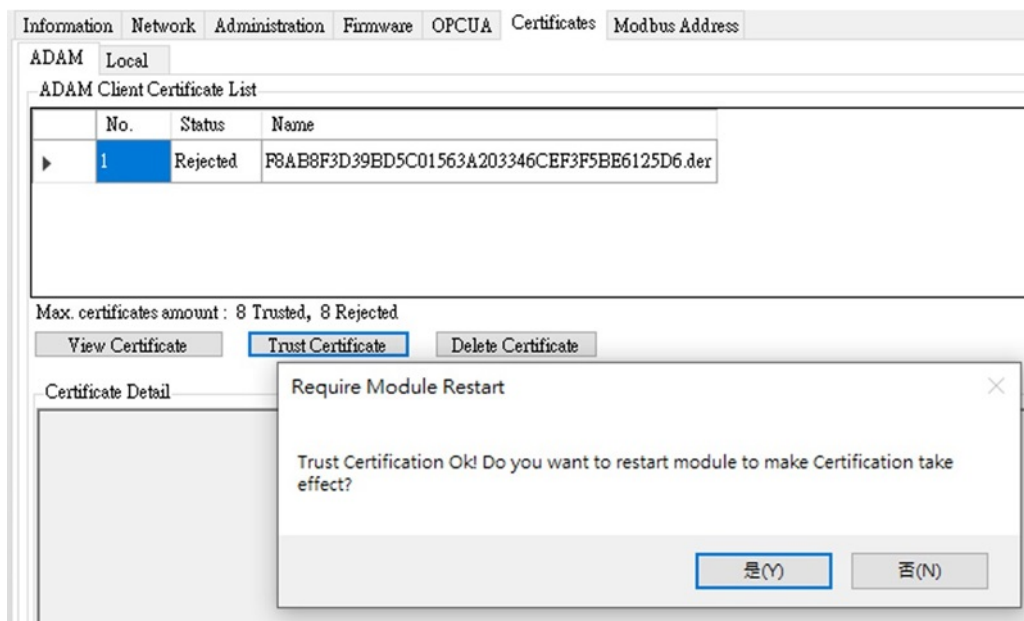 Information Network Administration Firmware OPCUA Certificates Modbus Address
ADAM Local
ADAM Client Certificate List
No. Status Name
1 Rejected F8AB8F3D39BD5C01563A203346CEF3F5BE6125D6.der
Max. certificates amount : 8 Trusted, 8 Rejected
View Certificate Trust Certificate Delete Certificate
Certificate Detail
Require Module Restart
Trust Certification Ok! Do you want to restart module to make Certification take
effect?
是(Y) 否(N)